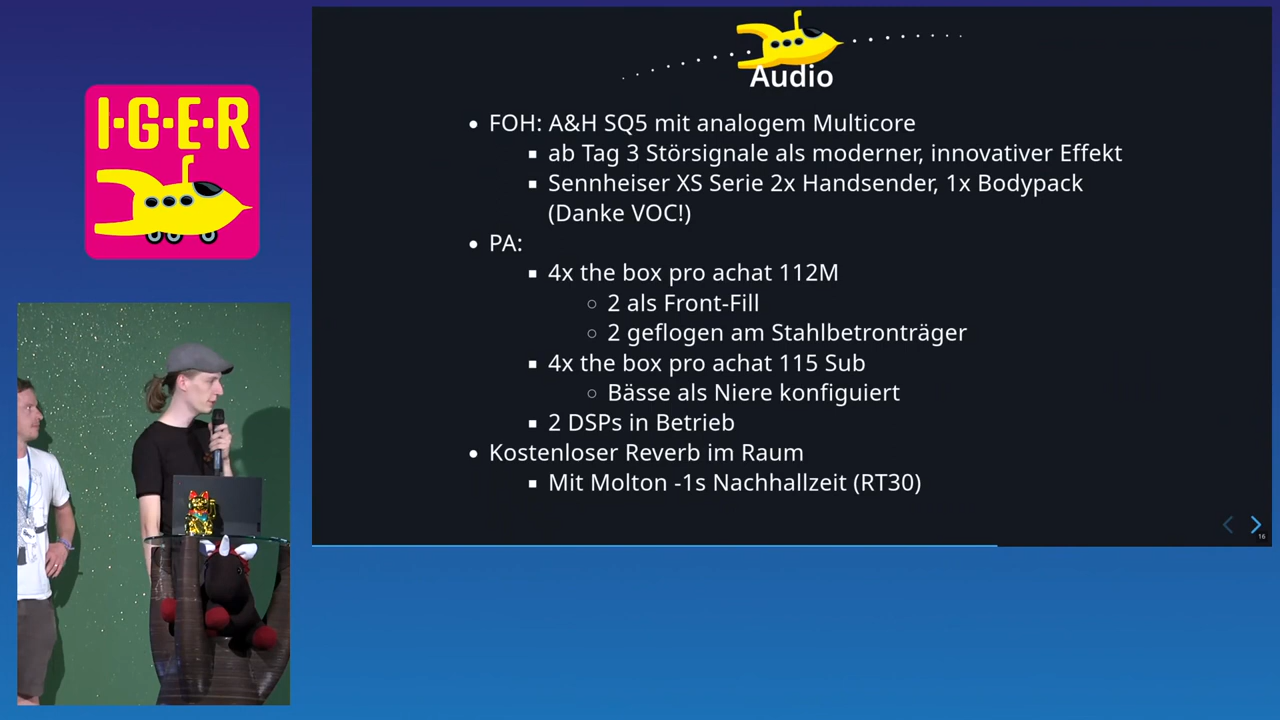 I·G·E·R
Audio
• FOH: A&H SQ5 mit analogem Multicore
▪ ab Tag 3 Störsignale als moderner, innovativer Effekt
▪ Sennheiser XS Serie 2x Handsender, 1x Bodypack
(Danke VOC!)
• PA:
▪ 4x the box pro achat 112M
○ 2 als Front-Fill
○ 2 geflogen am Stahlbetronträger
▪ 4x the box pro achat 115 Sub
○ Bässe als Niere konfiguiert
▪ 2 DSPs in Betrieb
• Kostenloser Reverb im Raum
▪ Mit Molton -1s Nachhallzeit (RT30)
16